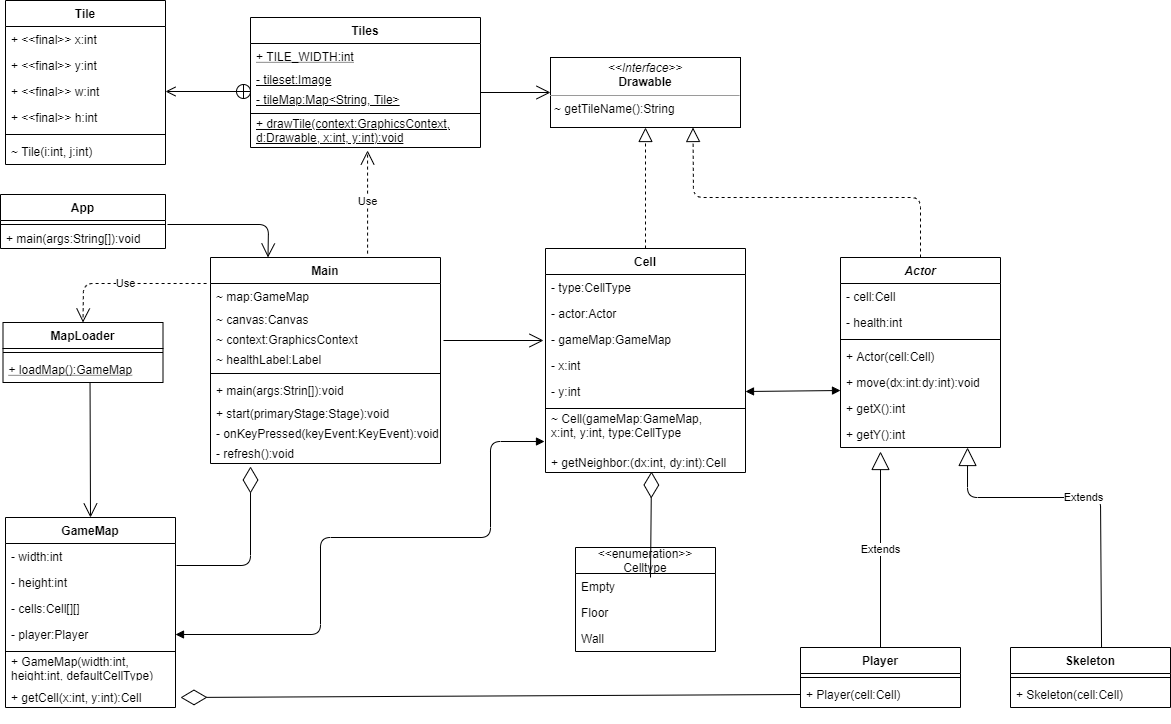 Tile
+ <<final>> x:int
+ <<final>> y:int
+ <<final>> w:int
+ <<final>> h:int
~ Tile(i:int, j:int)
Tiles
+ TILE_WIDTH:int
- tileset:Image
- tileMap:Map<String, Tile>
+ drawTile(context:GraphicsContext,
d:Drawable, x:int, y:int):void
<<Interface>>
Drawable
~ getTileName():String
App
+ main(args:String[]):void
Use
Use
Main
~ map:GameMap
~ canvas:Canvas
~ context:GraphicsContext
~ healthLabel:Label
+ main(args:Strin[]):void
+ start(primaryStage:Stage):void
- onKeyPressed(keyEvent:KeyEvent):void
- refresh():void
Cell
- type:CellType
- actor:Actor
- gameMap:GameMap
- x:int
- y:int
~ Cell(gameMap:GameMap,
x:int, y:int, type:CellType
+ getNeighbor:(dx:int, dy:int):Cell
Actor
- cell:Cell
- health:int
+ Actor(cell:Cell)
+ move(dx:int:dy:int):void
+ getX():int
+ getY():int
MapLoader
+ loadMap():GameMap
GameMap
- width:int
- height:int
- cells:Cell[][]
- player:Player
+ GameMap(width:int,
height:int, defaultCellType)
+ getCell(x:int, y:int):Cell
<<enumeration>>
Celltype
Empty
Floor
Wall
Extends
Extends
Player
+ Player(cell:Cell)
Skeleton
+ Skeleton(cell:Cell)